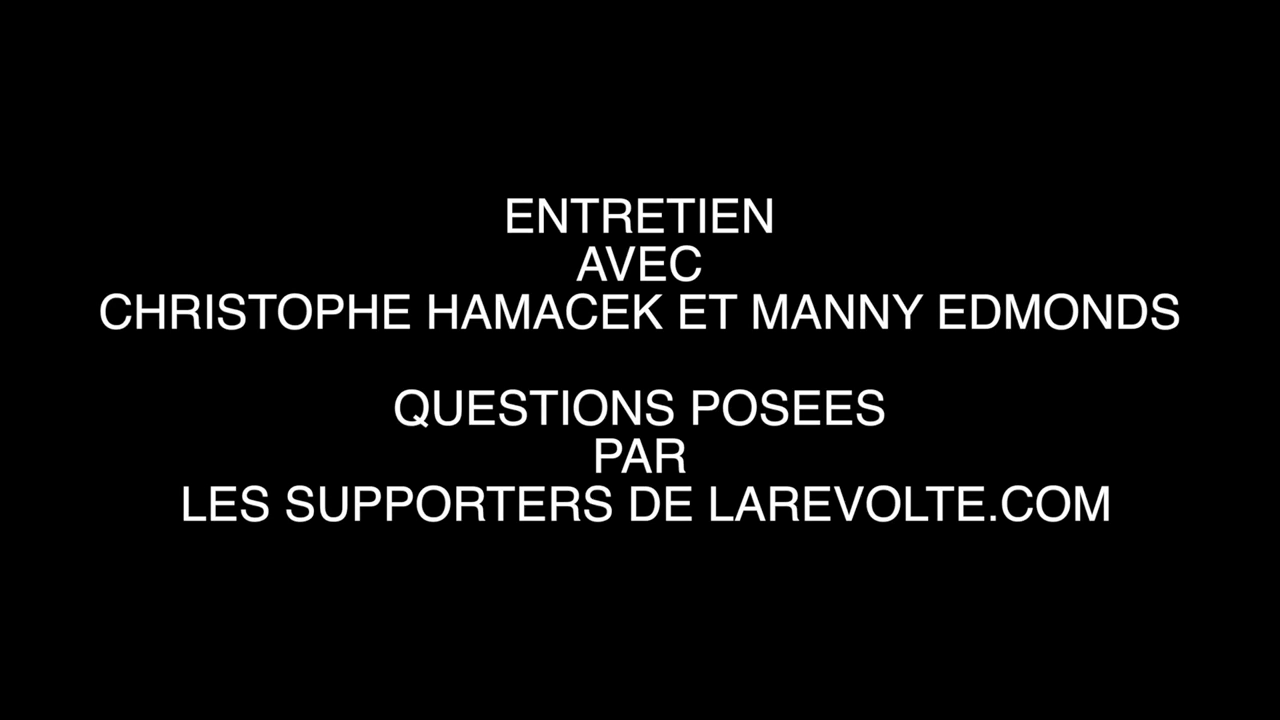 ENTRETIEN
AVEC
CHRISTOPHE HAMACEK ET MANNY EDMONDS
QUESTIONS POSEES
PAR
LES SUPPORTERS DE LAREVOLTE.COM